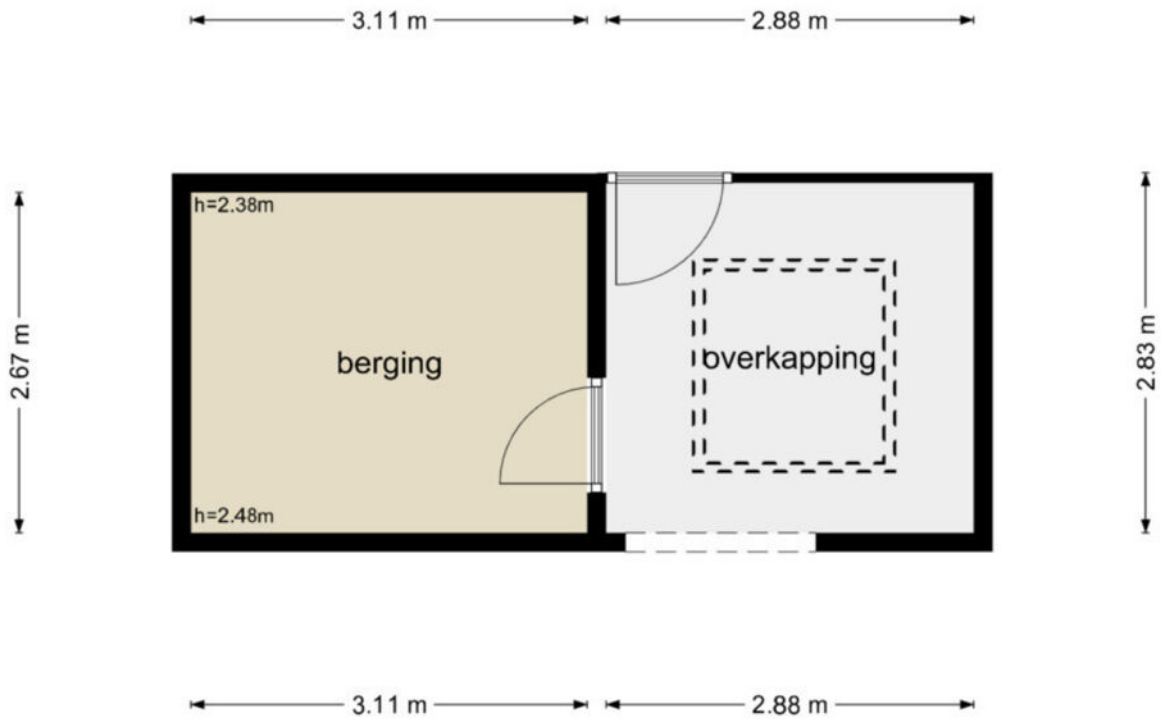 3.11 m
2.88 m
h=2.38m
2.67 m
berging
overkapping
2.83 m
h=2.48m
3.11 m
2.88 m